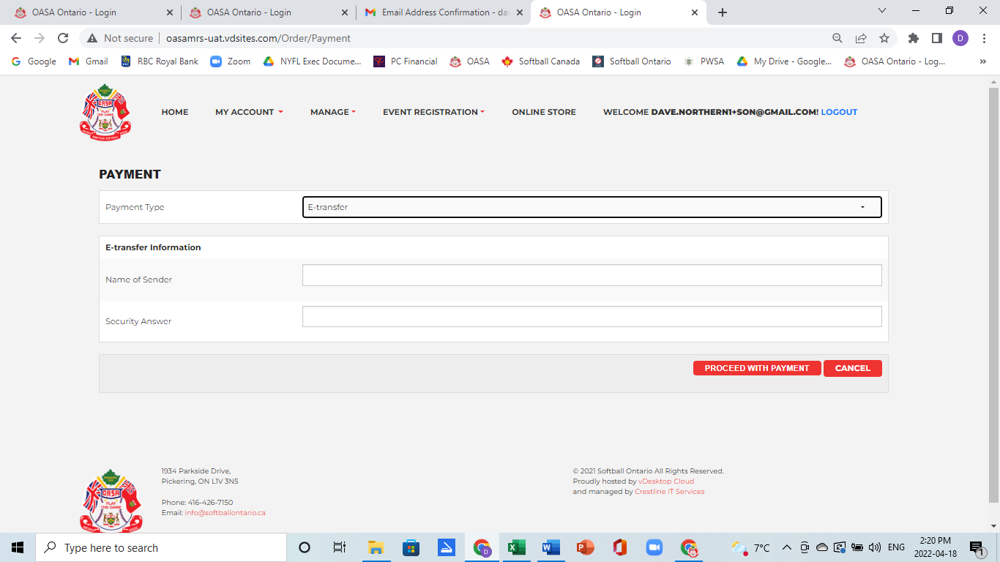 OASA Ontario - Login
OASA Ontario - Login
Email Address Confirmation - da
OASA Ontario - Login
Not secure
oasamrs-uat.vdsites.com/Order/Payment
D
Google
Gmail
RBC Royal Bank
Zoom
NYFL Exec Docume...
PC Financial
OASA
Softball Canada
Softball Ontario
PWSA
My Drive - Google...
OASA Ontario - Log...
»
OASA
PLAY
THE GAME
HOME
MY ACCOUNT
MANAGE
EVENT REGISTRATION
ONLINE STORE
WELCOME DAVE.NORTHERN1+SON@GMAIL.COM! LOGOUT
PAYMENT
Payment Type
E-transfer
E-transfer Information
Name of Sender
Security Answer
PROCEED WITH PAYMENT
CANCEL
OASA
PLAY
THE GAME
1934 Parkside Drive,
Pickering, ON L1V 3N5
Phone: 416-426-7150
Email: info@softballontario.ca
© 2021 Softball Ontario All Rights Reserved.
Proudly hosted by vDesktop Cloud
and managed by Crestline IT Services
Type here to search
7°C
ENG
2:20 PM
2022-04-18
1